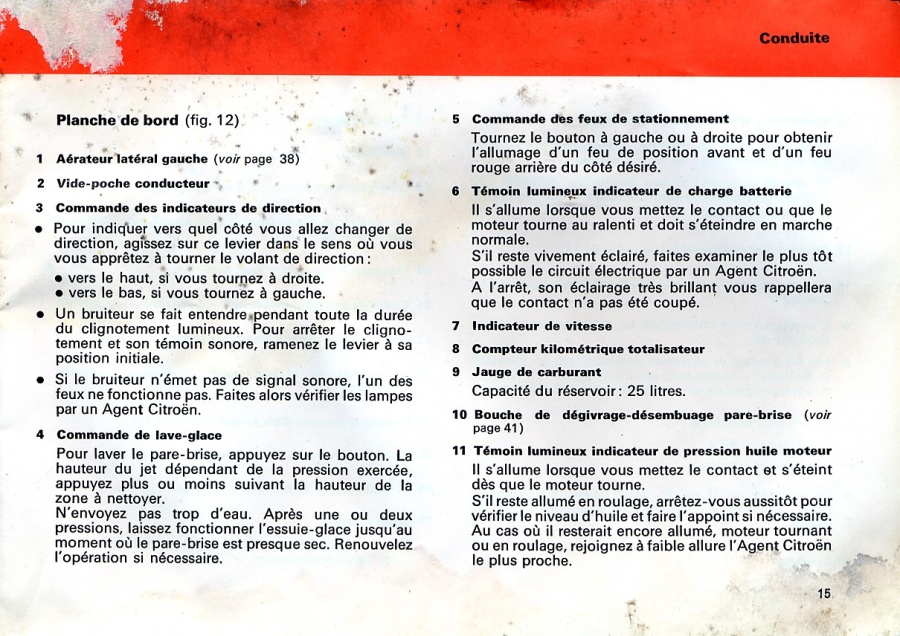 Conduite
Planche de bord (fig. 12)
1 Aérateur latéral gauche (voir page 38)
2 Vide-poche conducteur
3 Commande des indicateurs de direction
● Pour indiquer vers quel côté vous allez changer de
direction, agissez sur ce levier dans le sens où vous
vous apprêtez à tourner le volant de direction :
● vers le haut, si vous tournez à droite.
● vers le bas, si vous tournez à gauche.
● Un bruiteur se fait entendre pendant toute la durée
du clignotement lumineux. Pour arrêter le cligno-
tement et son témoin sonore, ramenez le levier à sa
position initiale.
● Si le bruiteur n'émet pas de signal sonore, l'un des
feux ne fonctionne pas. Faites alors vérifier les lampes
par un Agent Citroën.
4 Commande de lave-glace
Pour laver le pare-brise, appuyez sur le bouton. La
hauteur du jet dépendant de la pression exercée,
appuyez plus ou moins suivant la hauteur de la
zone à nettoyer.
N'envoyez pas trop d'eau. Après une ou deux
pressions, laissez fonctionner l'essuie-glace jusqu'au
moment où le pare-brise est presque sec. Renouvelez
l'opération si nécessaire.
5 Commande des feux de stationnement
Tournez le bouton à gauche ou à droite pour obtenir
l'allumage d'un feu de position avant et d'un feu
rouge arrière du côté désiré.
6 Témoin lumineux indicateur de charge batterie
Il s'allume lorsque vous mettez le contact ou que le
moteur tourne au ralenti et doit s'éteindre en marche
normale.
S'il reste vivement éclairé, faites examiner le plus tôt
possible le circuit électrique par un Agent Citroën.
A l'arrêt, son éclairage très brillant vous rappellera
que le contact n'a pas été coupé.
7 Indicateur de vitesse
8 Compteur kilométrique totalisateur
9 Jauge de carburant
Capacité du réservoir : 25 litres.
10 Bouche de dégivrage-désembuage pare-brise (voir
page 41)
11 Témoin lumineux indicateur de pression huile moteur
Il s'allume lorsque vous mettez le contact et s'éteint
dès que le moteur tourne.
S'il reste allumé en roulage, arrêtez-vous aussitôt pour
vérifier le niveau d'huile et faire l'appoint si nécessaire.
Au cas où il resterait encore allumé, moteur tournant
ou en roulage, rejoignez à faible allure l'Agent Citroën
le plus proche.
15